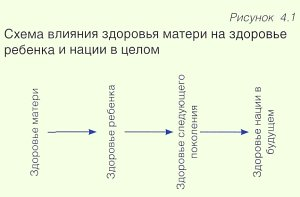 Рисунок 4.1
Схема влияния здоровья матери на здоровье
ребенка и нации в целом
Здоровье матери
Здоровье ребенка
Здоровье следующего
поколения
Здоровье нации в
будущем